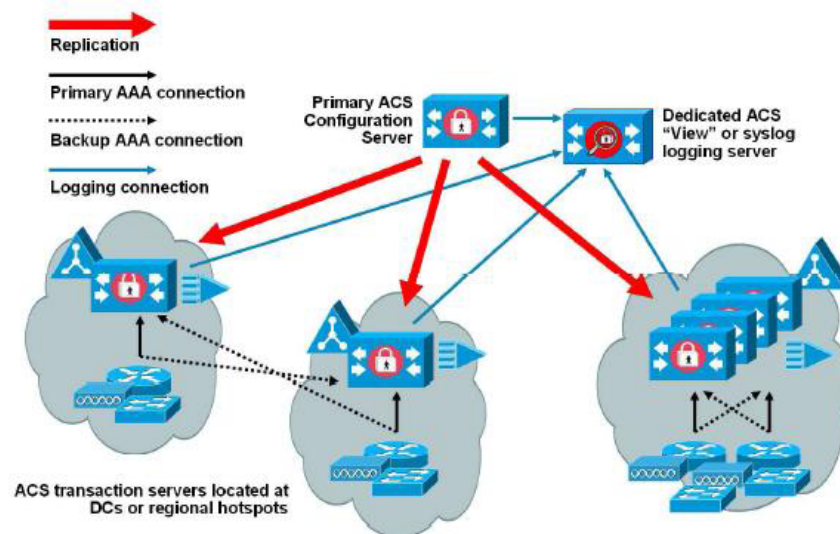 Replication
Primary AAA connection
Backup AAA connection
Logging connection
Primary ACS
Configuration
Server
Dedicated ACS
“View” or syslog
logging server
ACS transaction servers located at
DCs or regional hotspots